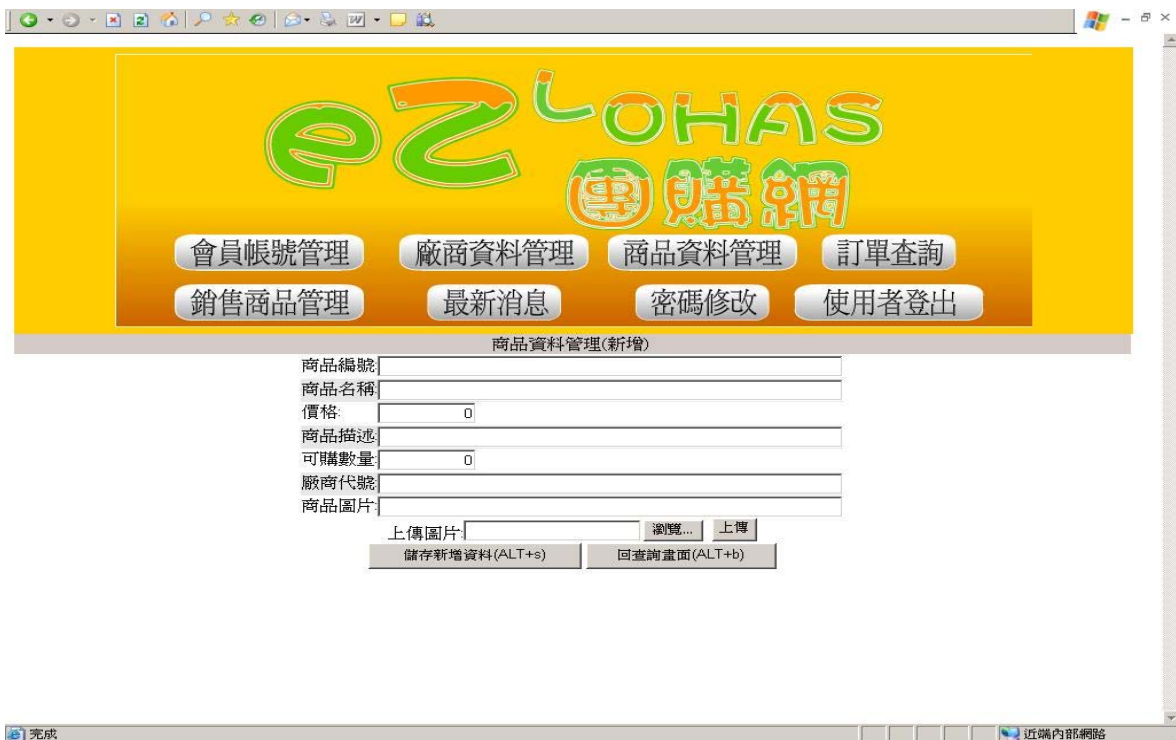 eZ LOHAS
團購網
會員帳號管理 廠商資料管理 商品資料管理 訂單查詢
銷售商品管理 最新消息 密碼修改 使用者登出
商品資料管理(新增)
商品編號:
商品名稱:
價格: 0
商品描述:
可購數量: 0
廠商代號:
商品圖片:
上傳圖片: 瀏覽... 上傳
儲存新增資料(ALT+s) 回查詢畫面(ALT+b)
完成 近端內部網路